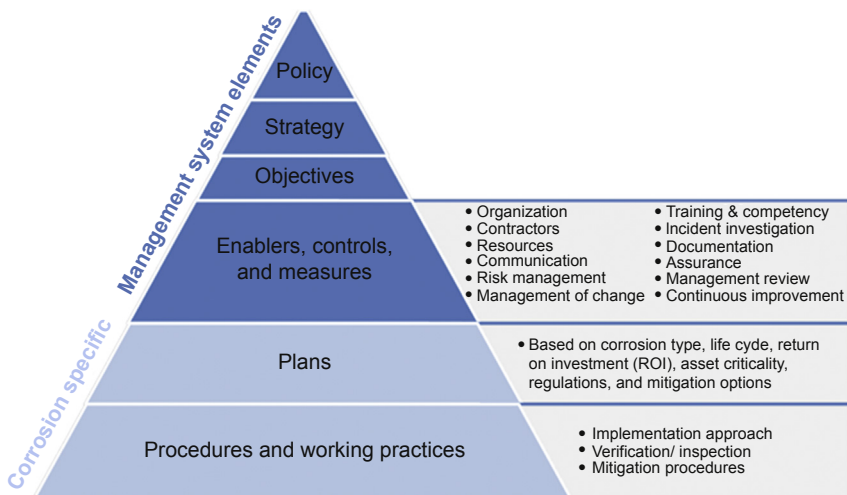 Management system elements
Corrosion specific
Policy
Strategy
Objectives
Enablers, controls,
and measures
• Organization
• Contractors
• Resources
• Communication
• Risk management
• Management of change
• Training & competency
• Incident investigation
• Documentation
• Assurance
• Management review
• Continuous improvement
Plans
• Based on corrosion type, life cyde, return
on investment (ROI), asset criticality,
regulations, and mitigation options
Procedures and working practices
• Implementation approach
• Verification/ inspection
• Mitigation procedures